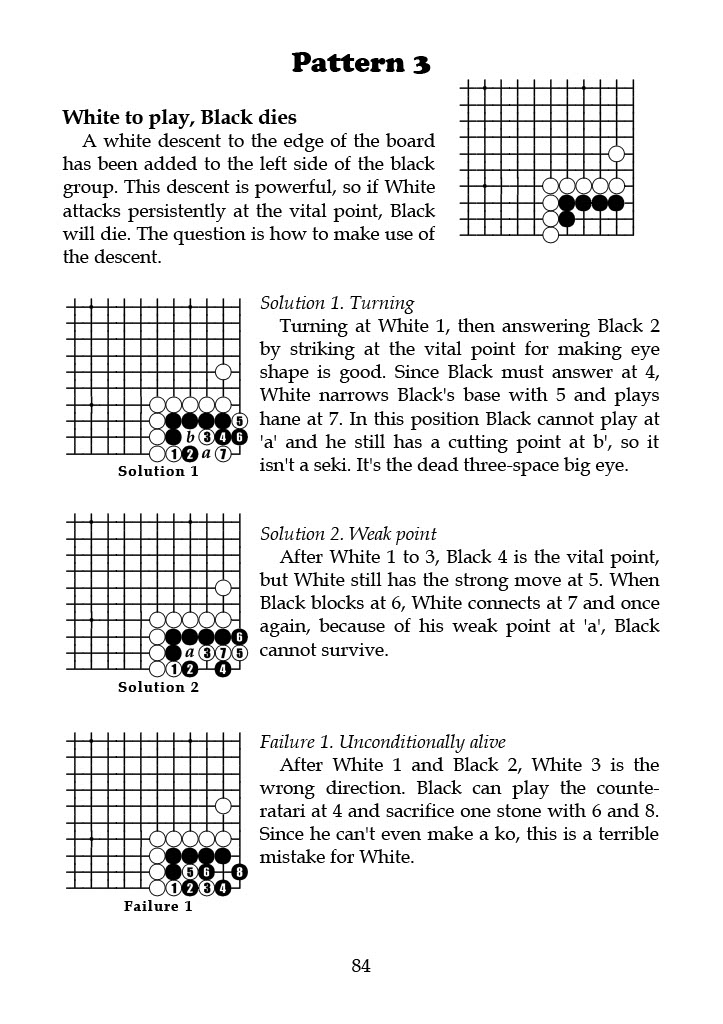 Pattern 3
White to play, Black dies
A white descent to the edge of the board
has been added to the left side of the black
group. This descent is powerful, so if White
attacks persistently at the vital point, Black
will die. The question is how to make use of
the descent.
Solution 1. Turning
Turning at White 1, then answering Black 2
by striking at the vital point for making eye
shape is good. Since Black must answer at 4,
White narrows Black's base with 5 and plays
hane at 7. In this position Black cannot play at
'a' and he still has a cutting point at b', so it
isn't a seki. It's the dead three-space big eye.
5
b 3 4 6
1 2 a 7
Solution 1
Solution 2. Weak point
After White 1 to 3, Black 4 is the vital point,
but White still has the strong move at 5. When
Black blocks at 6, White connects at 7 and once
again, because of his weak point at 'a', Black
cannot survive.
6
a 3 7 5
1 2 4
Solution 2
Failure 1. Unconditionally alive
After White 1 and Black 2, White 3 is the
wrong direction. Black can play the counte-
ratari at 4 and sacrifice one stone with 6 and 8.
Since he can't even make a ko, this is a terrible
mistake for White.
5 6 8
1 2 3 4
Failure 1
84